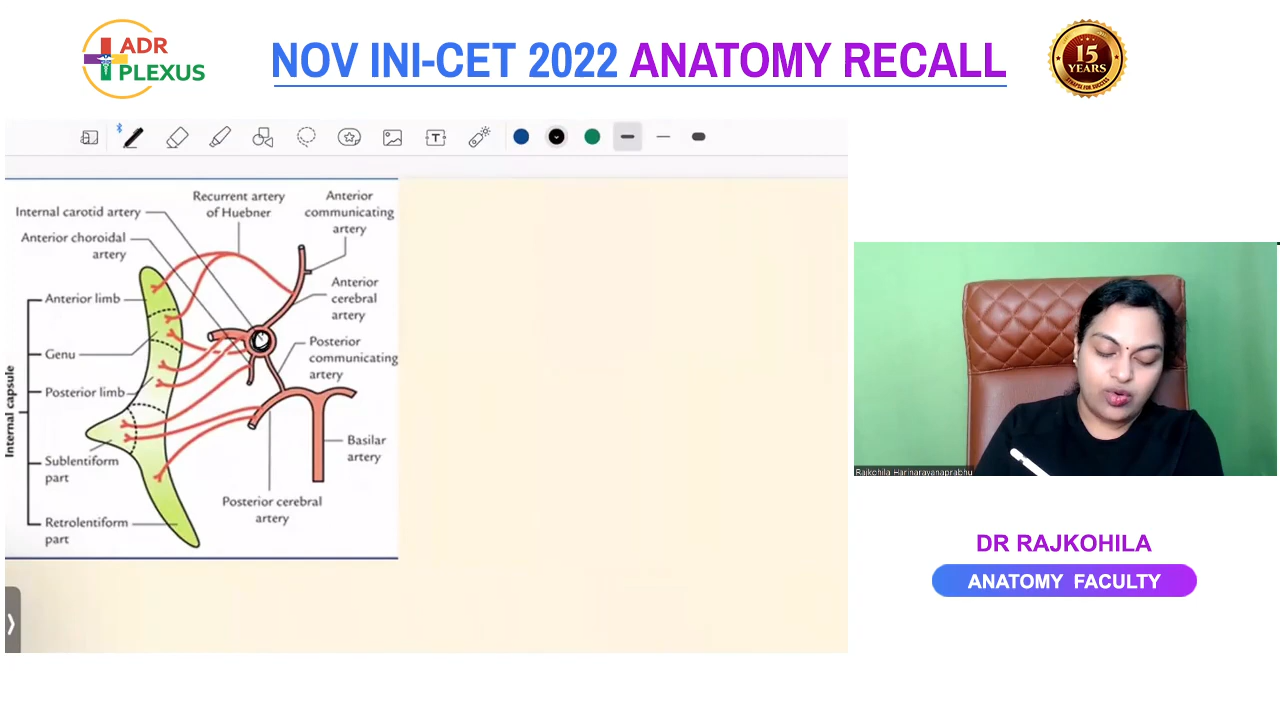 ADR
PLEXUS
NOV INI-CET 2022 ANATOMY RECALL
15
YEARS
T
Recurrent artery
of Huebner
Anterior
communicating
artery
Internal carotid artery
Anterior choroidal
artery
Anterior
cerebral
artery
Anterior limb
Genu
Posterior
communicating
artery
Posterior limb
Internal capsule
Basilar
artery
Sublentiform
part
Posterior cerebral
artery
Retrolentiform
part
Rajkohila Harinarayanaprabhu
DR RAJKOHILA
ANATOMY FACULTY